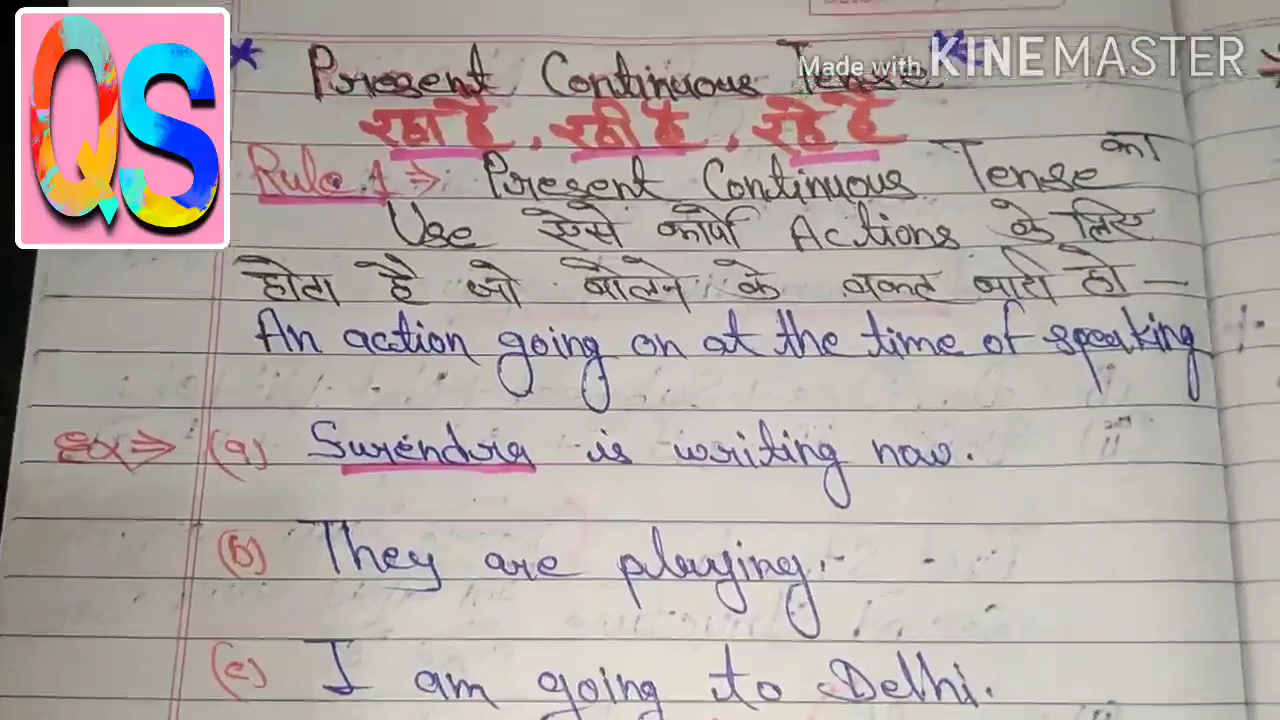 QS
Made with KINEMASTER
* Present Continuous Tense *
रहा है, रही है, रहे हैं
Rule 1 ⇒ Present Continuous Tense का
Use ऐसे कार्यो Actions के लिए
होता है जो बोलने के वक्त जारी हो —
An action going on at the time of speaking :-
Ex ⇒ (a) Surendra is writing now.
(b) They are playing.
(c) I am going to Delhi.